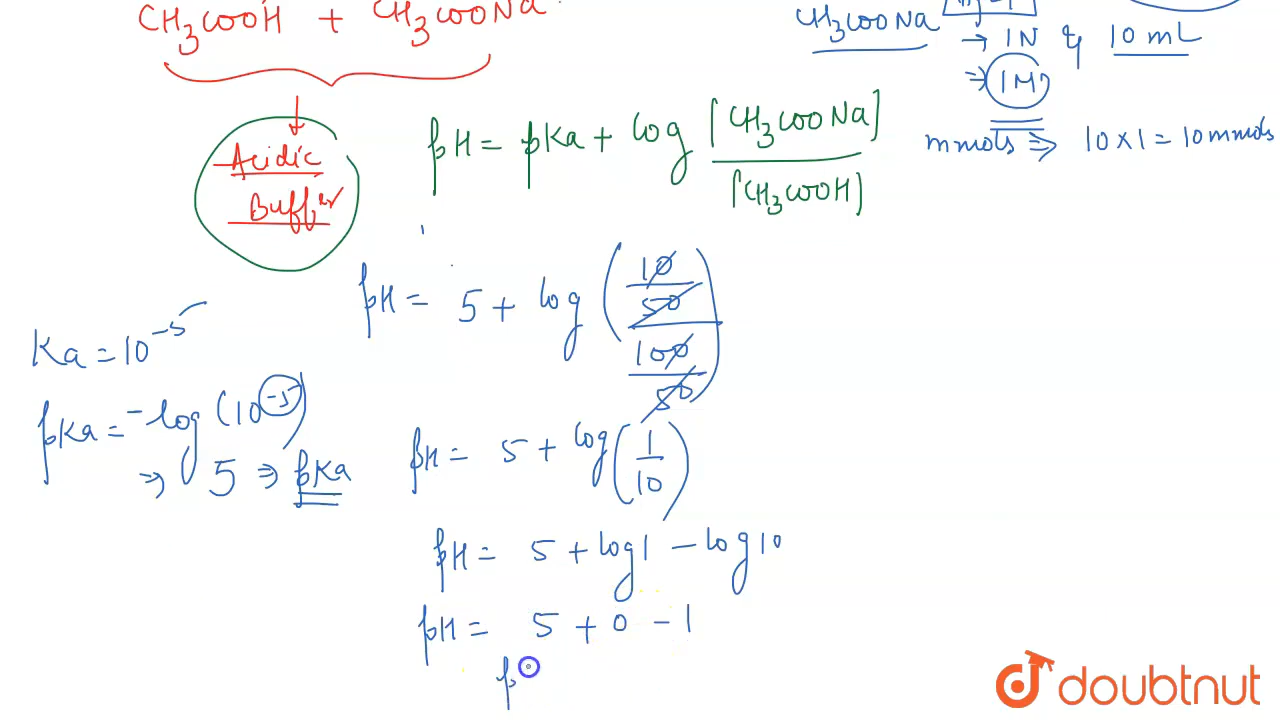 CH₃COOH + CH₃COONa
CH₃COONa
→ 1N & 10 mL
⇒ 1M
mmols ⇒ 10×1 = 10 mmols
Acidic
Buffer
pH = pKa + log [CH₃COONa] / [CH₃COOH]
pH = 5 + log ((10/50) / (100/50))
Ka = 10⁻⁵
pKa = -log (10⁻⁵)
⇒ 5 ⇒ pKa
pH = 5 + log (1/10)
pH = 5 + log 1 - log 10
pH = 5 + 0 - 1
p
doubtnut